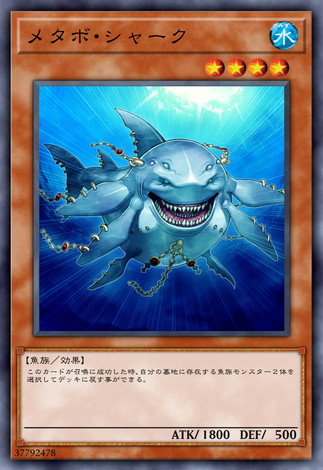 メタボ・シャーク
水
【魚族／効果】
このカードが召喚に成功した時、自分の墓地に存在する魚族モンスター２体を
選択してデッキに戻す事ができる。
ATK/ 1800 DEF/ 500
37792478